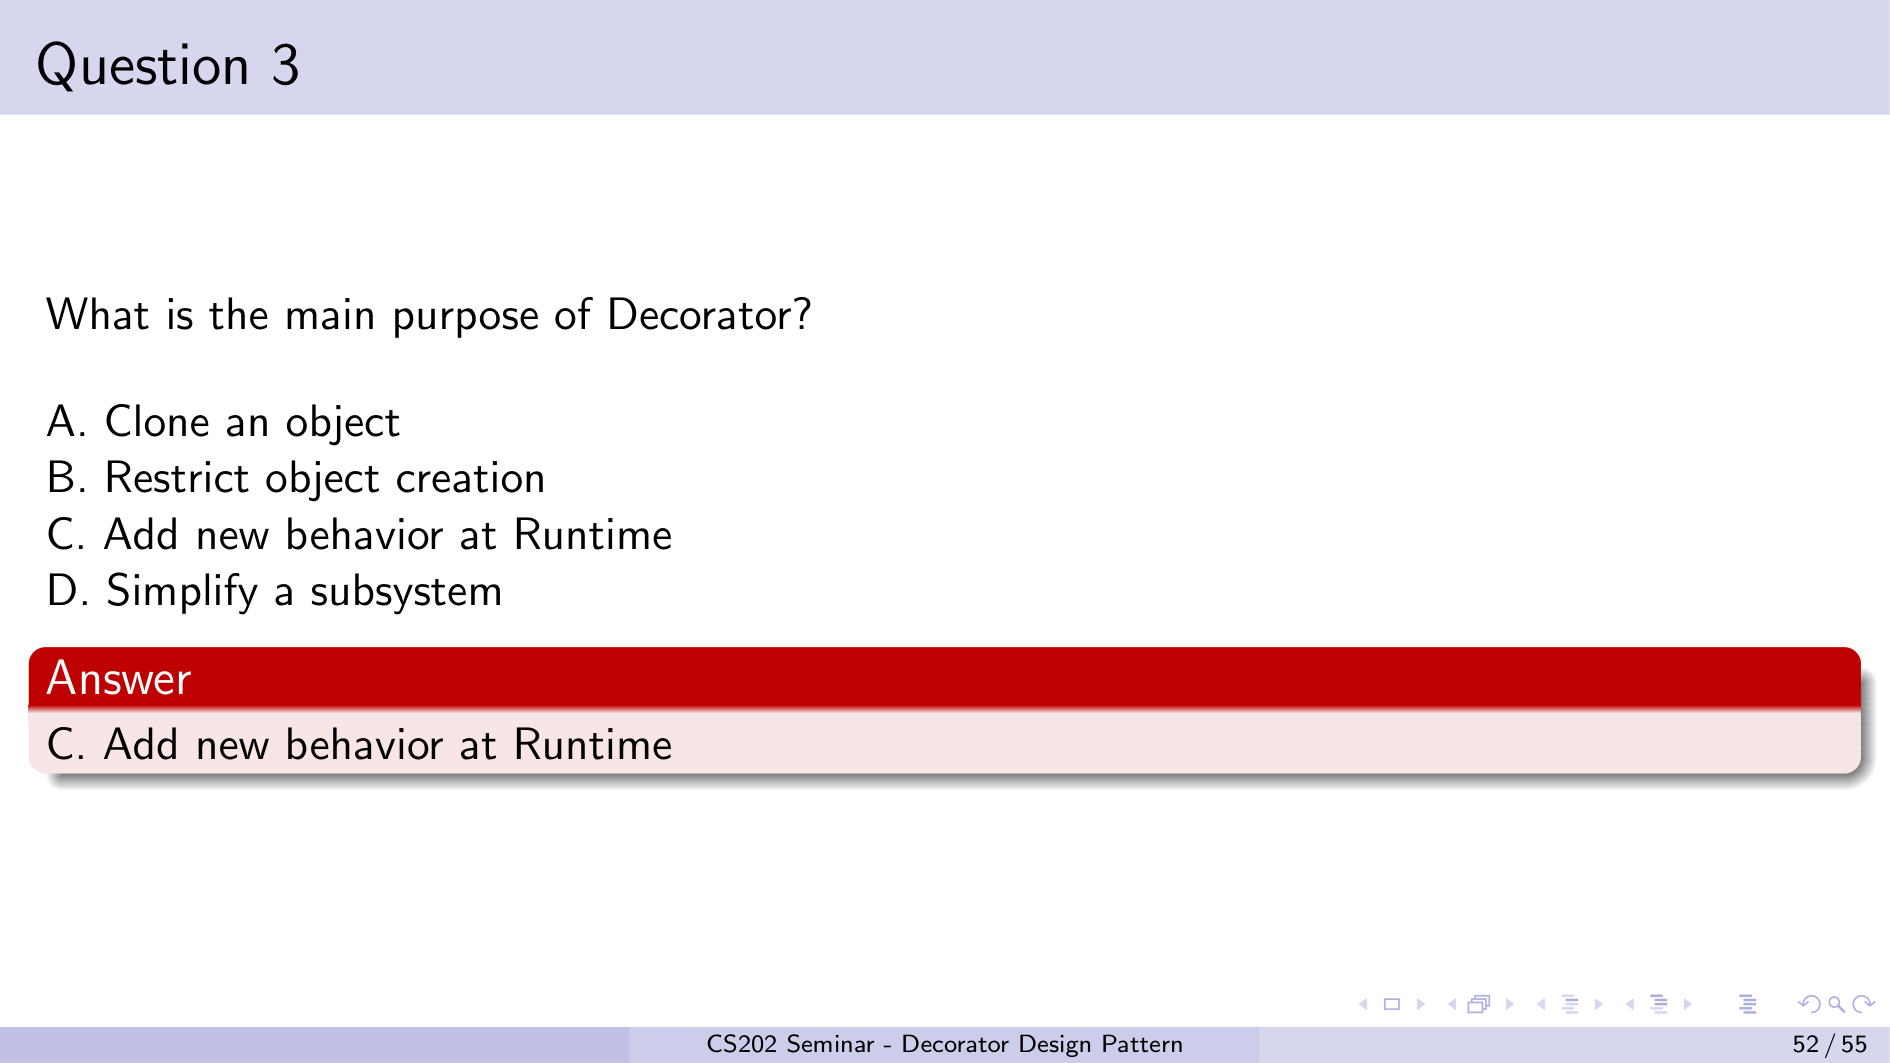 Question 3
What is the main purpose of Decorator?
A. Clone an object
B. Restrict object creation
C. Add new behavior at Runtime
D. Simplify a subsystem
Answer
C. Add new behavior at Runtime
CS202 Seminar - Decorator Design Pattern
52 / 55